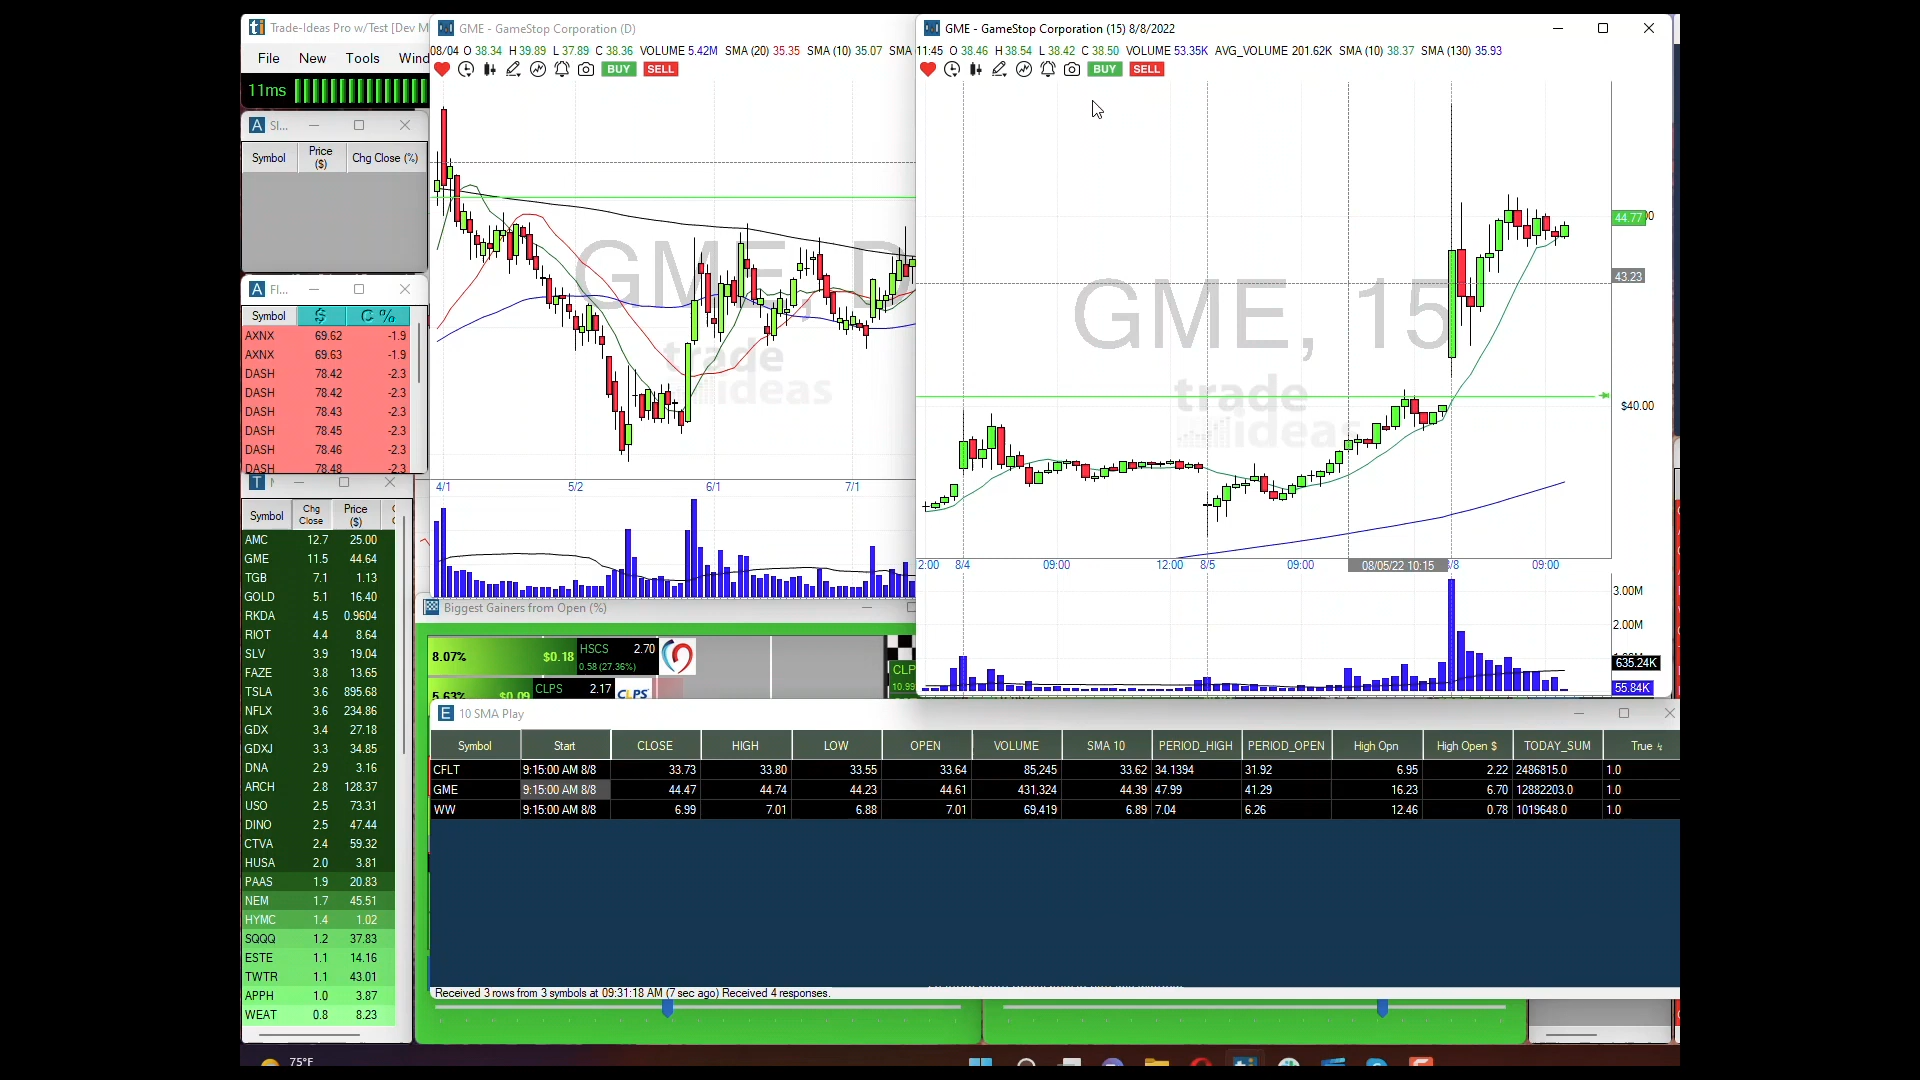 Trade-Ideas Pro w/Test [Dev M
File New Tools Wind
11ms
SI...
Symbol Price ($) Chg Close (%)
Fl...
Symbol $ C %
AXNX 69.62 -1.9
AXNX 69.63 -1.9
DASH 78.42 -2.3
DASH 78.42 -2.3
DASH 78.43 -2.3
DASH 78.45 -2.3
DASH 78.46 -2.3
DASH 78.48 -2.3
Symbol Chg Close Price ($)
AMC 12.7 25.00
GME 11.5 44.64
TGB 7.1 1.13
GOLD 5.1 16.40
RKDA 4.5 0.9604
RIOT 4.4 8.64
SLV 3.9 19.04
FAZE 3.8 13.65
TSLA 3.6 895.68
NFLX 3.6 234.86
GDX 3.4 27.18
GDXJ 3.3 34.85
DNA 2.9 3.16
ARCH 2.8 128.37
USO 2.5 73.31
DINO 2.5 47.44
CTVA 2.4 59.32
HUSA 2.0 3.81
PAAS 1.9 20.83
NEM 1.7 45.51
HYMC 1.4 1.02
SQQQ 1.2 37.83
ESTE 1.1 14.16
TWTR 1.1 43.01
APPH 1.0 3.87
WEAT 0.8 8.23
75°F
GME - GameStop Corporation (D)
08/04 O 38.34 H 39.89 L 37.89 C 38.36 VOLUME 5.42M SMA (20) 35.35 SMA (10) 35.07 SMA
BUY SELL
GME, D
trade ideas
4/1 5/2 6/1 7/1
GME - GameStop Corporation (15) 8/8/2022
11:45 O 38.46 H 38.54 L 38.42 C 38.50 VOLUME 53.35K AVG_VOLUME 201.62K SMA (10) 38.37 SMA (130) 35.93
BUY SELL
GME, 15
trade ideas
44.77
43.23
$40.00
2:00 8/4 09:00 12:00 8/5 09:00 08/05/22 10:15 /8 09:00
3.00M
2.00M
635.24K
55.84K
Biggest Gainers from Open (%)
8.07% $0.18 HSCS 2.70
0.58 (27.36%)
5.63% $0.09 CLPS 2.17 CLPS
CLP
10.99
10 SMA Play
Symbol Start CLOSE HIGH LOW OPEN VOLUME SMA 10 PERIOD_HIGH PERIOD_OPEN High Opn High Open $ TODAY_SUM True
CFLT 9:15:00 AM 8/8 33.73 33.80 33.55 33.64 85,245 33.62 34.1394 31.92 6.95 2.22 2486815.0 1.0
GME 9:15:00 AM 8/8 44.47 44.74 44.23 44.61 431,324 44.39 47.99 41.29 16.23 6.70 12882203.0 1.0
WW 9:15:00 AM 8/8 6.99 7.01 6.88 7.01 69,419 6.89 7.04 6.26 12.46 0.78 1019648.0 1.0
Received 3 rows from 3 symbols at 09:31:18 AM (7 sec ago) Received 4 responses.